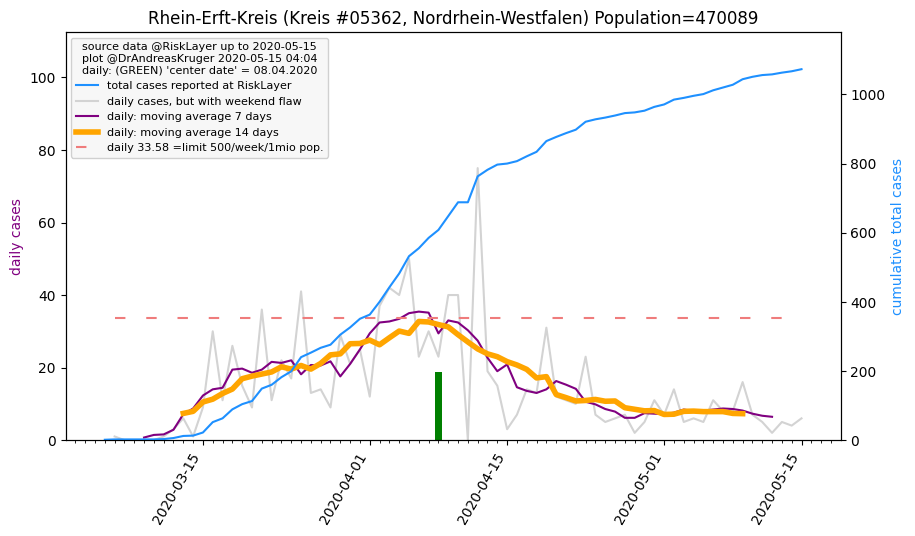 Rhein-Erft-Kreis (Kreis #05362, Nordrhein-Westfalen) Population=470089
source data @RiskLayer up to 2020-05-15
plot @DrAndreasKruger 2020-05-15 04:04
daily: (GREEN) 'center date' = 08.04.2020
total cases reported at RiskLayer
daily cases, but with weekend flaw
daily: moving average 7 days
daily: moving average 14 days
daily 33.58 =limit 500/week/1mio pop.
daily cases
100
80
60
40
20
0
1000
800
600
400
200
0
cumulative total cases
2020-03-15
2020-04-01
2020-04-15
2020-05-01
2020-05-15